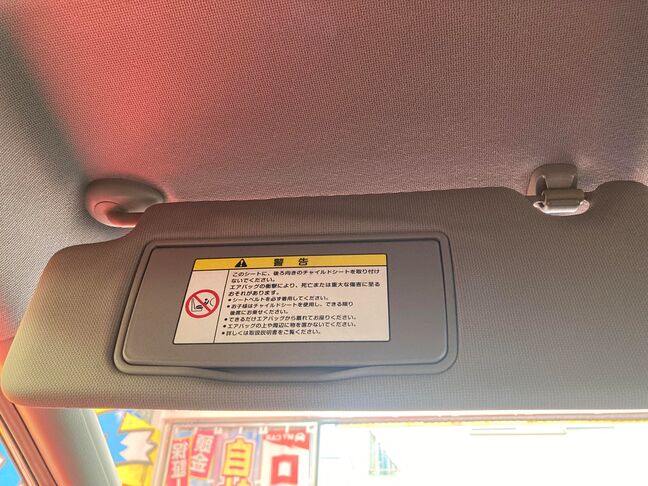 警告
このシートに、後ろ向きのチャイルドシートを取り付け
ないでください。
エアバッグの衝撃により、死亡または重大な傷害に至る
おそれがあります。
●シートベルトを必ず着用してください。
●お子様はチャイルドシートを使用し、できる限り
後席にお乗せください。
●できるだけエアバッグから離れてお座りください。
●エアバッグの上や周辺に物を置かないでください。
●詳しくは取扱説明書をご覧ください。
MY CAR
頭金
保証
自
ロ